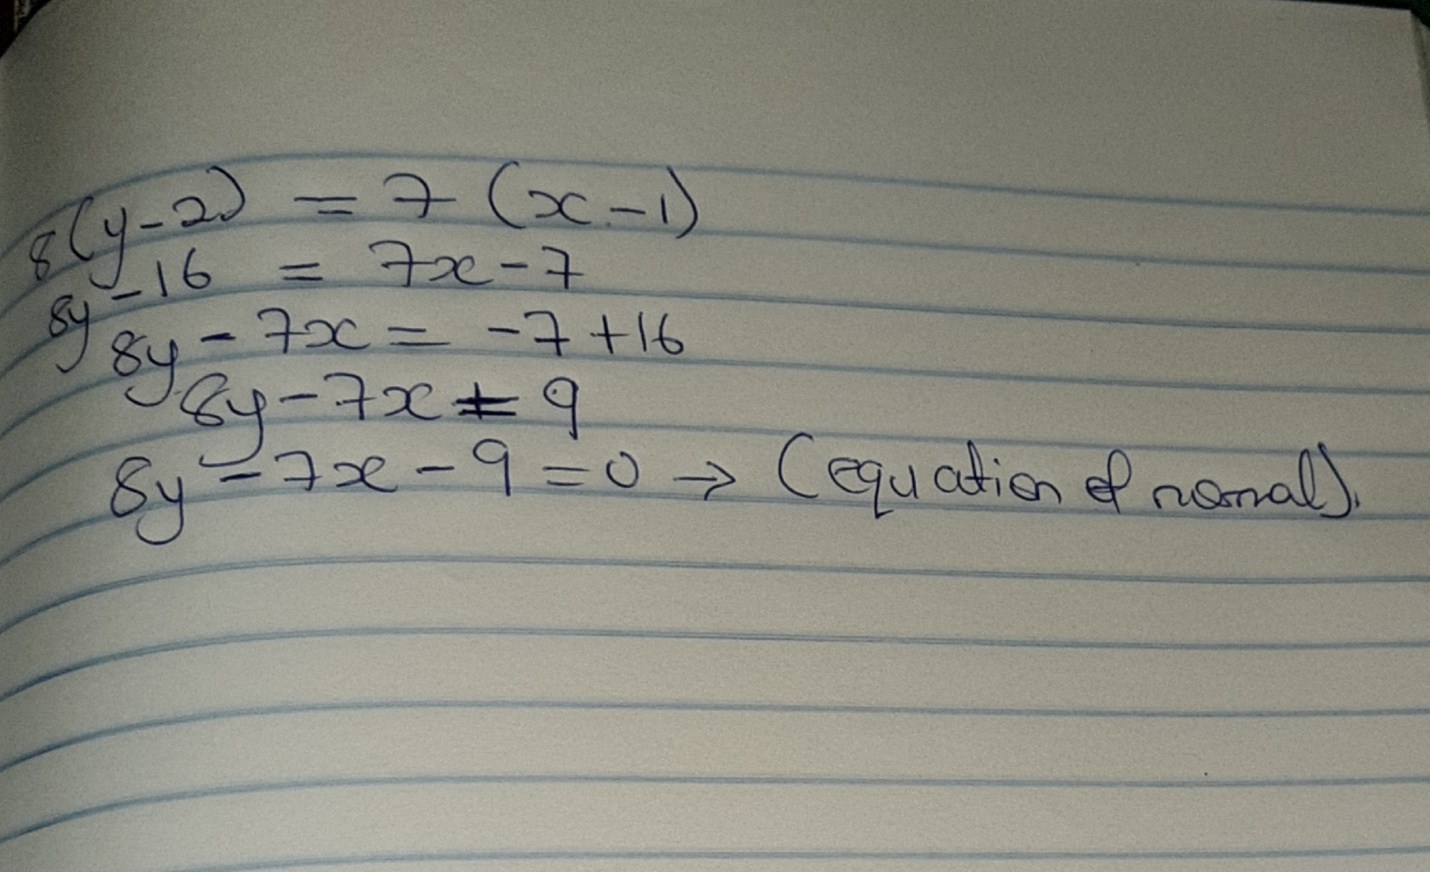 8(y-2) = 7 (x-1)
8y-16 = 7x-7
8y-7x = -7+16
8y-7x = 9
8y-7x-9=0 → (equation of normal).